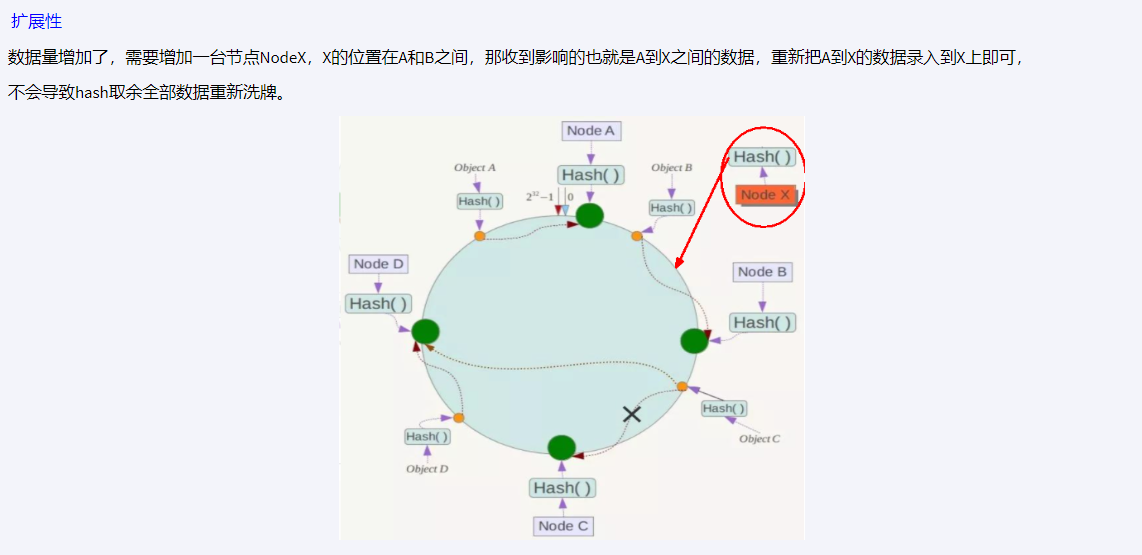 扩展性
数据量增加了，需要增加一台节点NodeX，X的位置在A和B之间，那收到影响的也就是A到X之间的数据，重新把A到X的数据录入到X上即可，
不会导致hash取余全部数据重新洗牌。
Node A
Hash( )
Object A
Hash( )
2³²−1
0
Object B
Hash( )
Hash( )
Node X
Node D
Hash( )
Node B
Hash( )
Hash( )
Object C
Hash( )
Object D
Hash( )
Node C